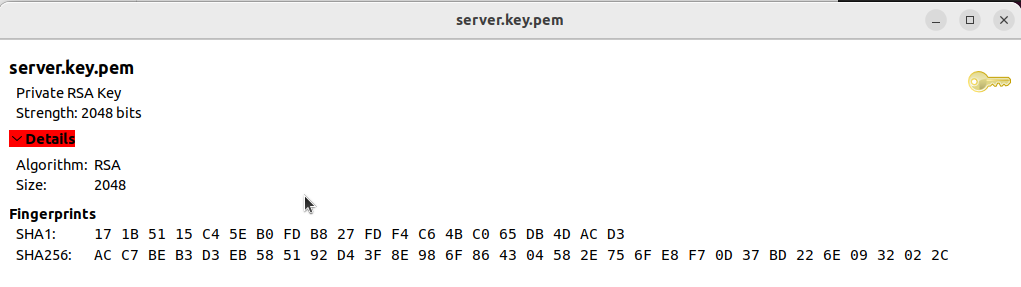 server.key.pem
server.key.pem
Private RSA Key
Strength: 2048 bits
Details
Algorithm: RSA
Size: 2048
Fingerprints
SHA1: 17 1B 51 15 C4 5E B0 FD B8 27 FD F4 C6 4B C0 65 DB 4D AC D3
SHA256: AC C7 BE B3 D3 EB 58 51 92 D4 3F 8E 98 6F 86 43 04 58 2E 75 6F E8 F7 0D 37 BD 22 6E 09 32 02 2C